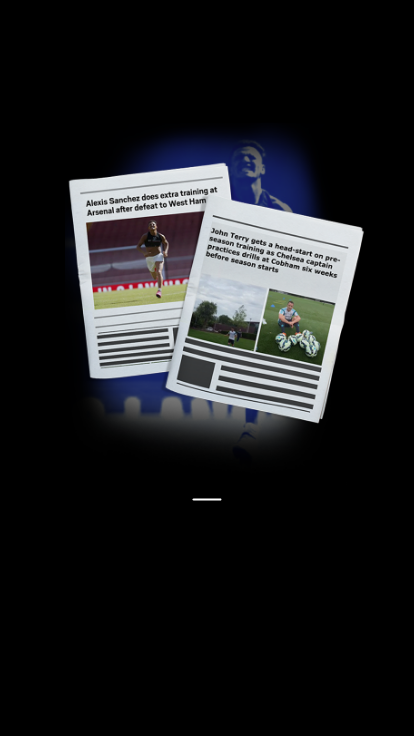 Alexis Sanchez does extra training at
Arsenal after defeat to West Ham
John Terry gets a head-start on pre-
season training as Chelsea captain
practices drills at Cobham six weeks
before season starts